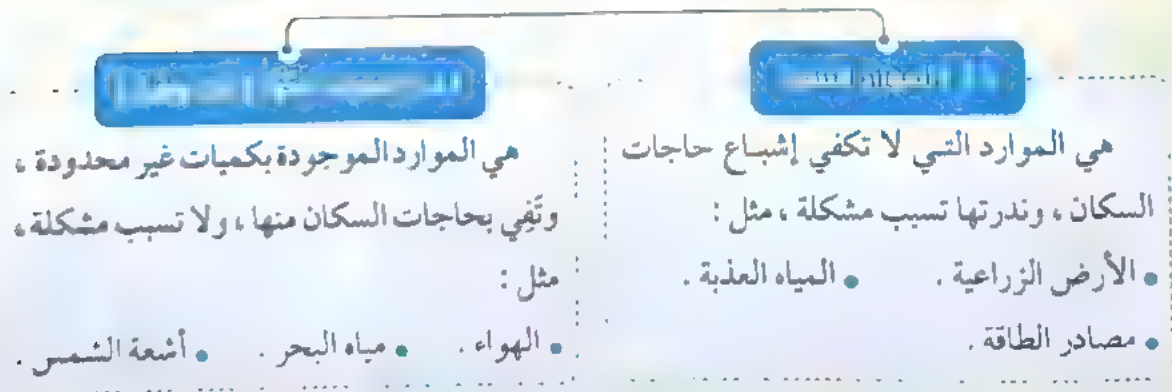 هي الموارد التي لا تكفي إشباع حاجات
السكان ، وندرتها تسبب مشكلة ، مثل :
• الأرض الزراعية . • المياه العذبة .
• مصادر الطاقة .
هي الموارد الموجودة بكميات غير محدودة ،
وتَفِي بحاجات السكان منها ، ولا تسبب مشكلة ،
مثل :
• الهواء . • مياه البحر . • أشعة الشمس .